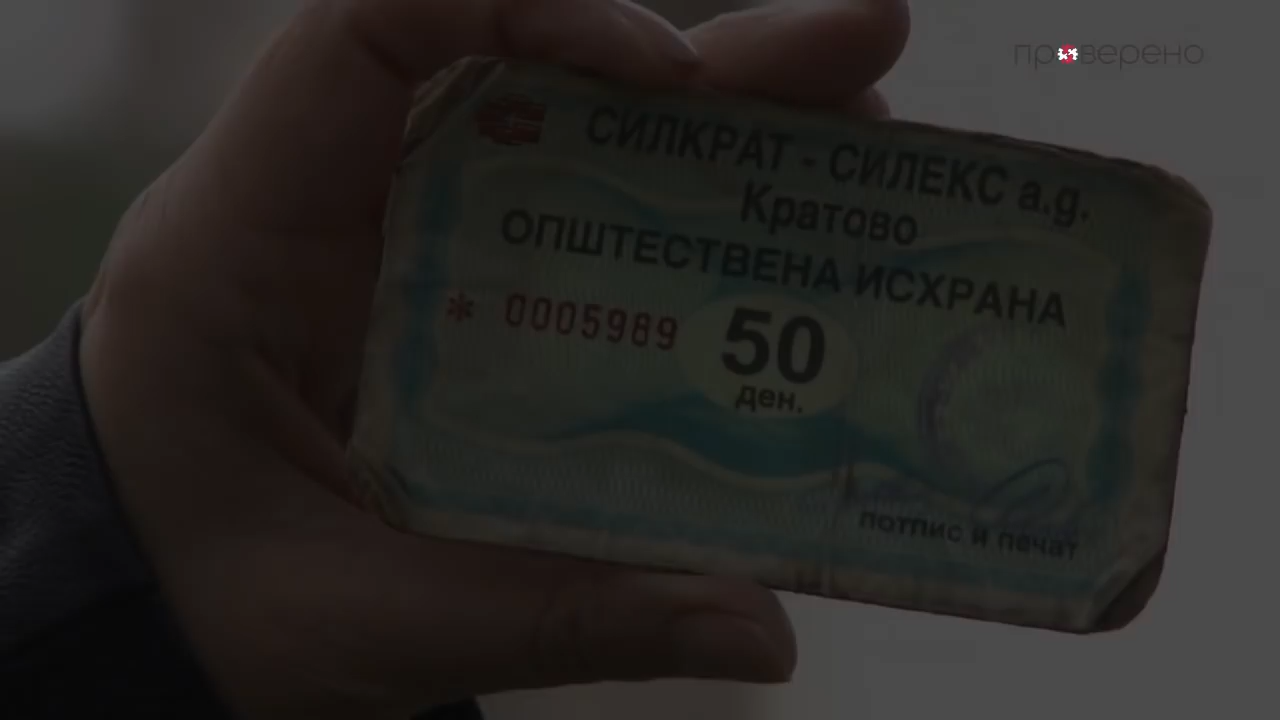 проверено
СИЛКРАТ - СИЛЕКС а.g.
Кратово
ОПШТЕСТВЕНА ИСХРАНА
* 0005989
50
ден.
потпис и печат